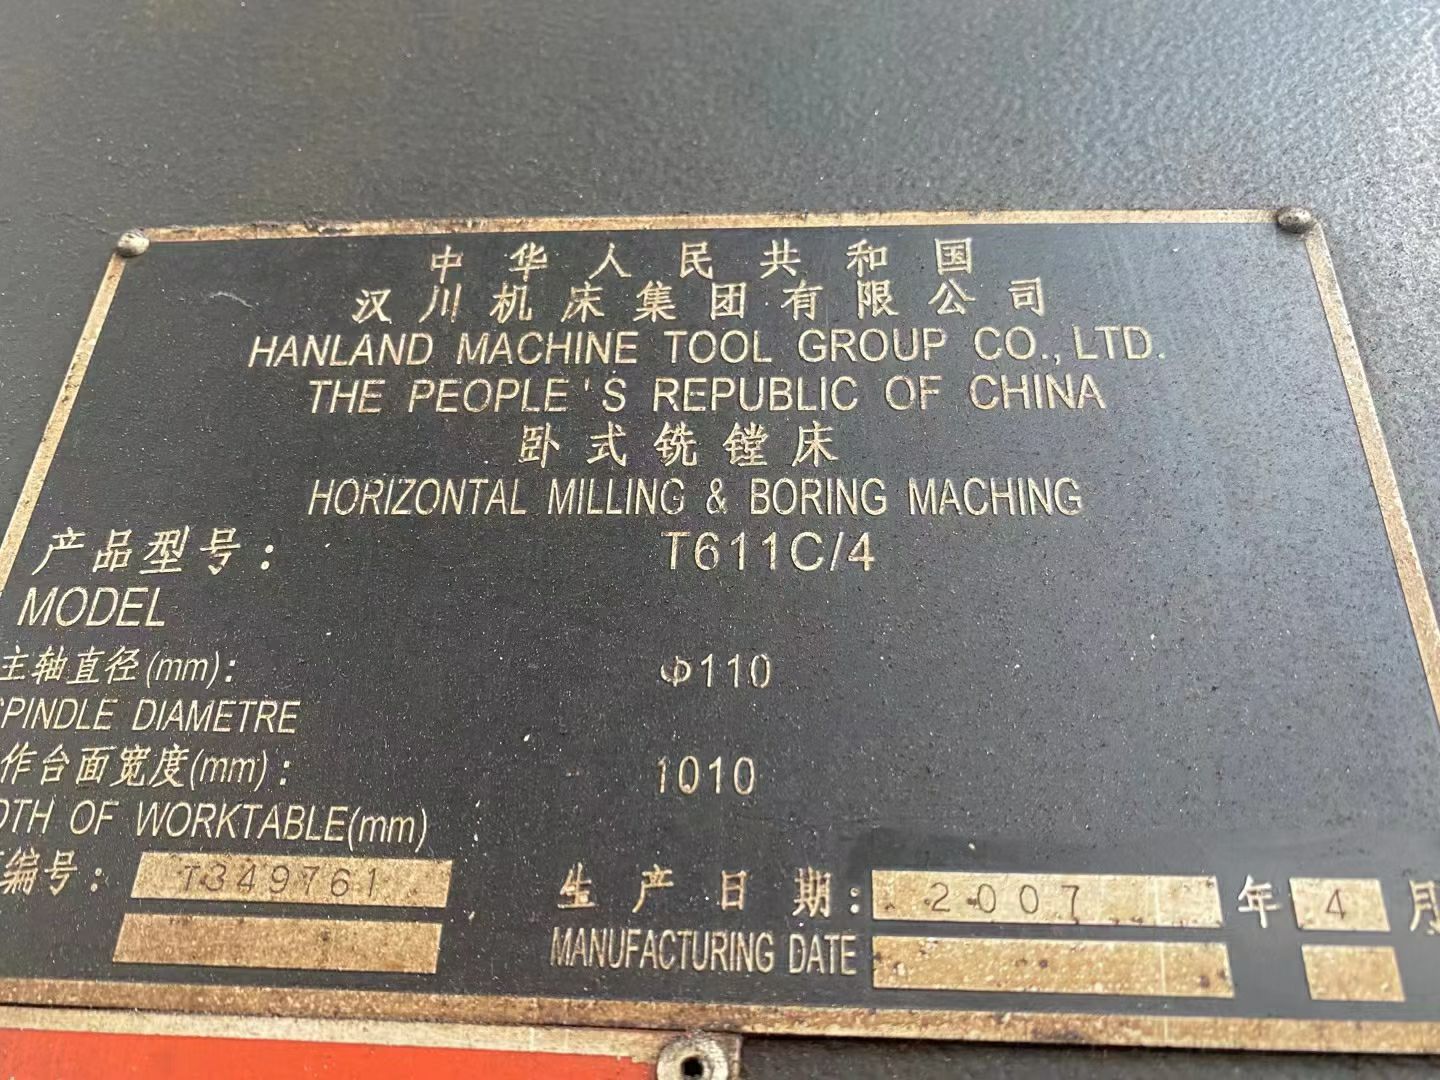 中华人民共和国
汉川机床集团有限公司
HANLAND MACHINE TOOL GROUP CO., LTD.
THE PEOPLE'S REPUBLIC OF CHINA
卧式铣镗床
HORIZONTAL MILLING & BORING MACHING
产品型号: T611C/4
MODEL
主轴直径(mm): Φ110
SPINDLE DIAMETRE
作台面宽度(mm): 1010
DTH OF WORKTABLE(mm)
编号: T349761 生产日期: 2007 年 4 月
MANUFACTURING DATE